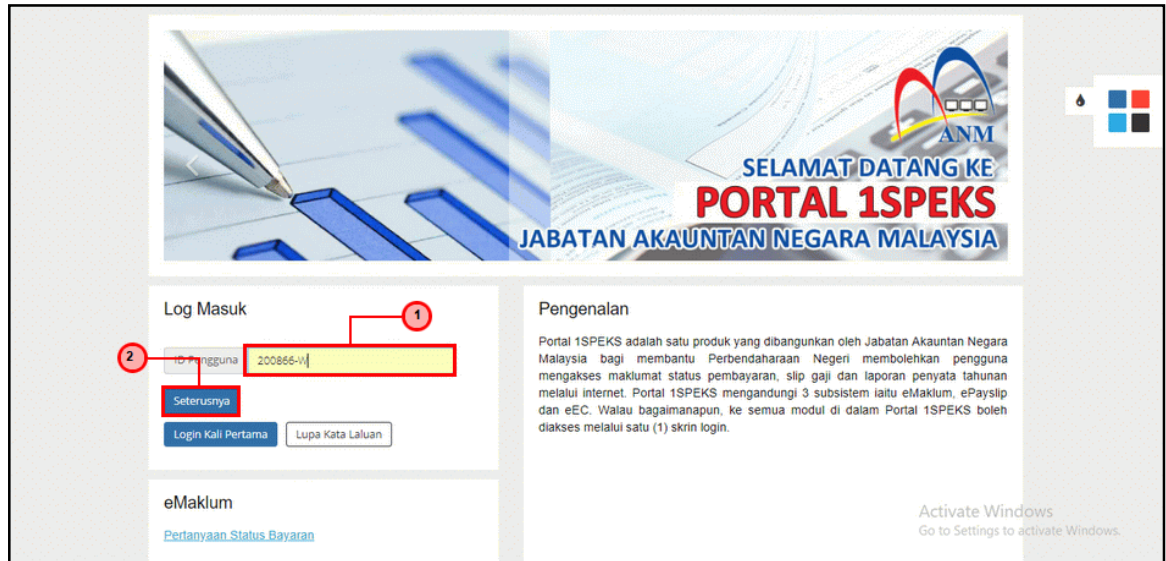 ANM
SELAMAT DATANG KE
PORTAL 1SPEKS
JABATAN AKAUNTAN NEGARA MALAYSIA
Log Masuk
1
2
ID Pengguna 200866-W
Seterusnya
Login Kali Pertama Lupa Kata Laluan
eMaklum
Pertanyaan Status Bayaran
Pengenalan
Portal 1SPEKS adalah satu produk yang dibangunkan oleh Jabatan Akauntan Negara
Malaysia bagi membantu Perbendaharaan Negeri membolehkan pengguna
mengakses maklumat status pembayaran, slip gaji dan laporan penyata tahunan
melalui internet. Portal 1SPEKS mengandungi 3 subsistem iaitu eMaklum, ePayslip
dan eEC. Walau bagaimanapun, ke semua modul di dalam Portal 1SPEKS boleh
diakses melalui satu (1) skrin login.
Activate Windows
Go to Settings to activate Windows.